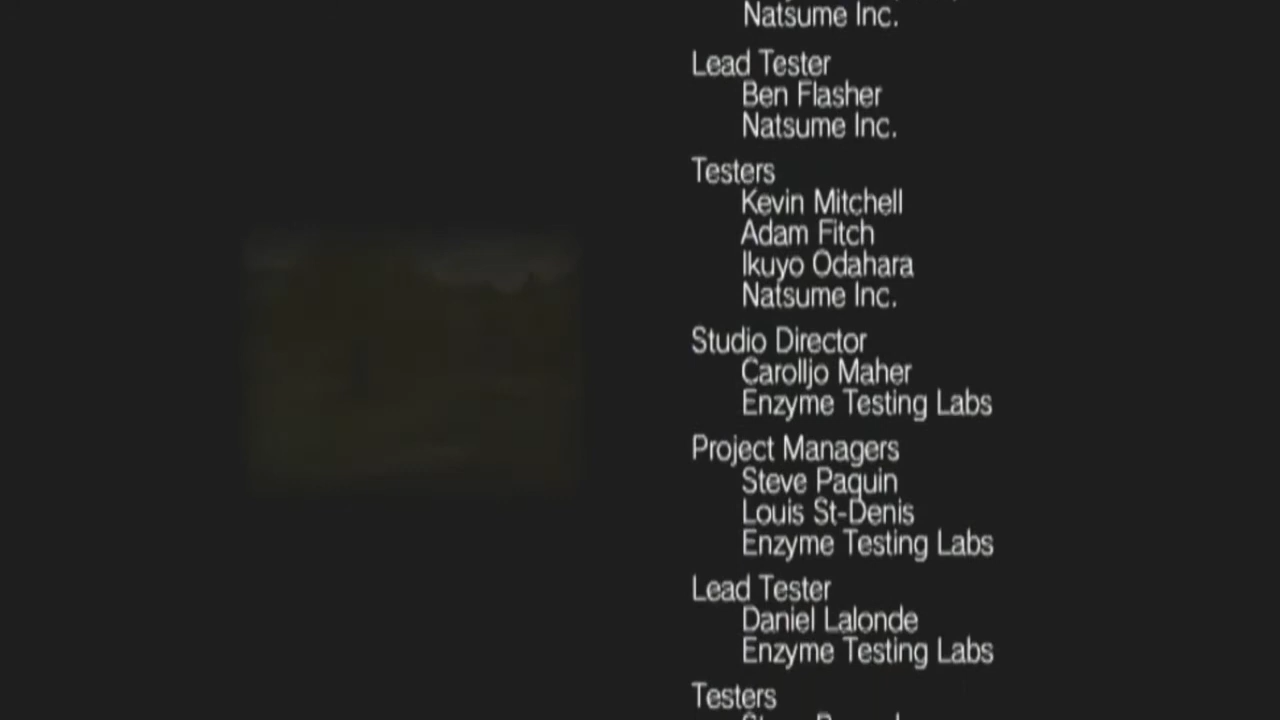 Natsume Inc.
Lead Tester
Ben Flasher
Natsume Inc.
Testers
Kevin Mitchell
Adam Fitch
Ikuyo Odahara
Natsume Inc.
Studio Director
Carolljo Maher
Enzyme Testing Labs
Project Managers
Steve Paquin
Louis St-Denis
Enzyme Testing Labs
Lead Tester
Daniel Lalonde
Enzyme Testing Labs
Testers